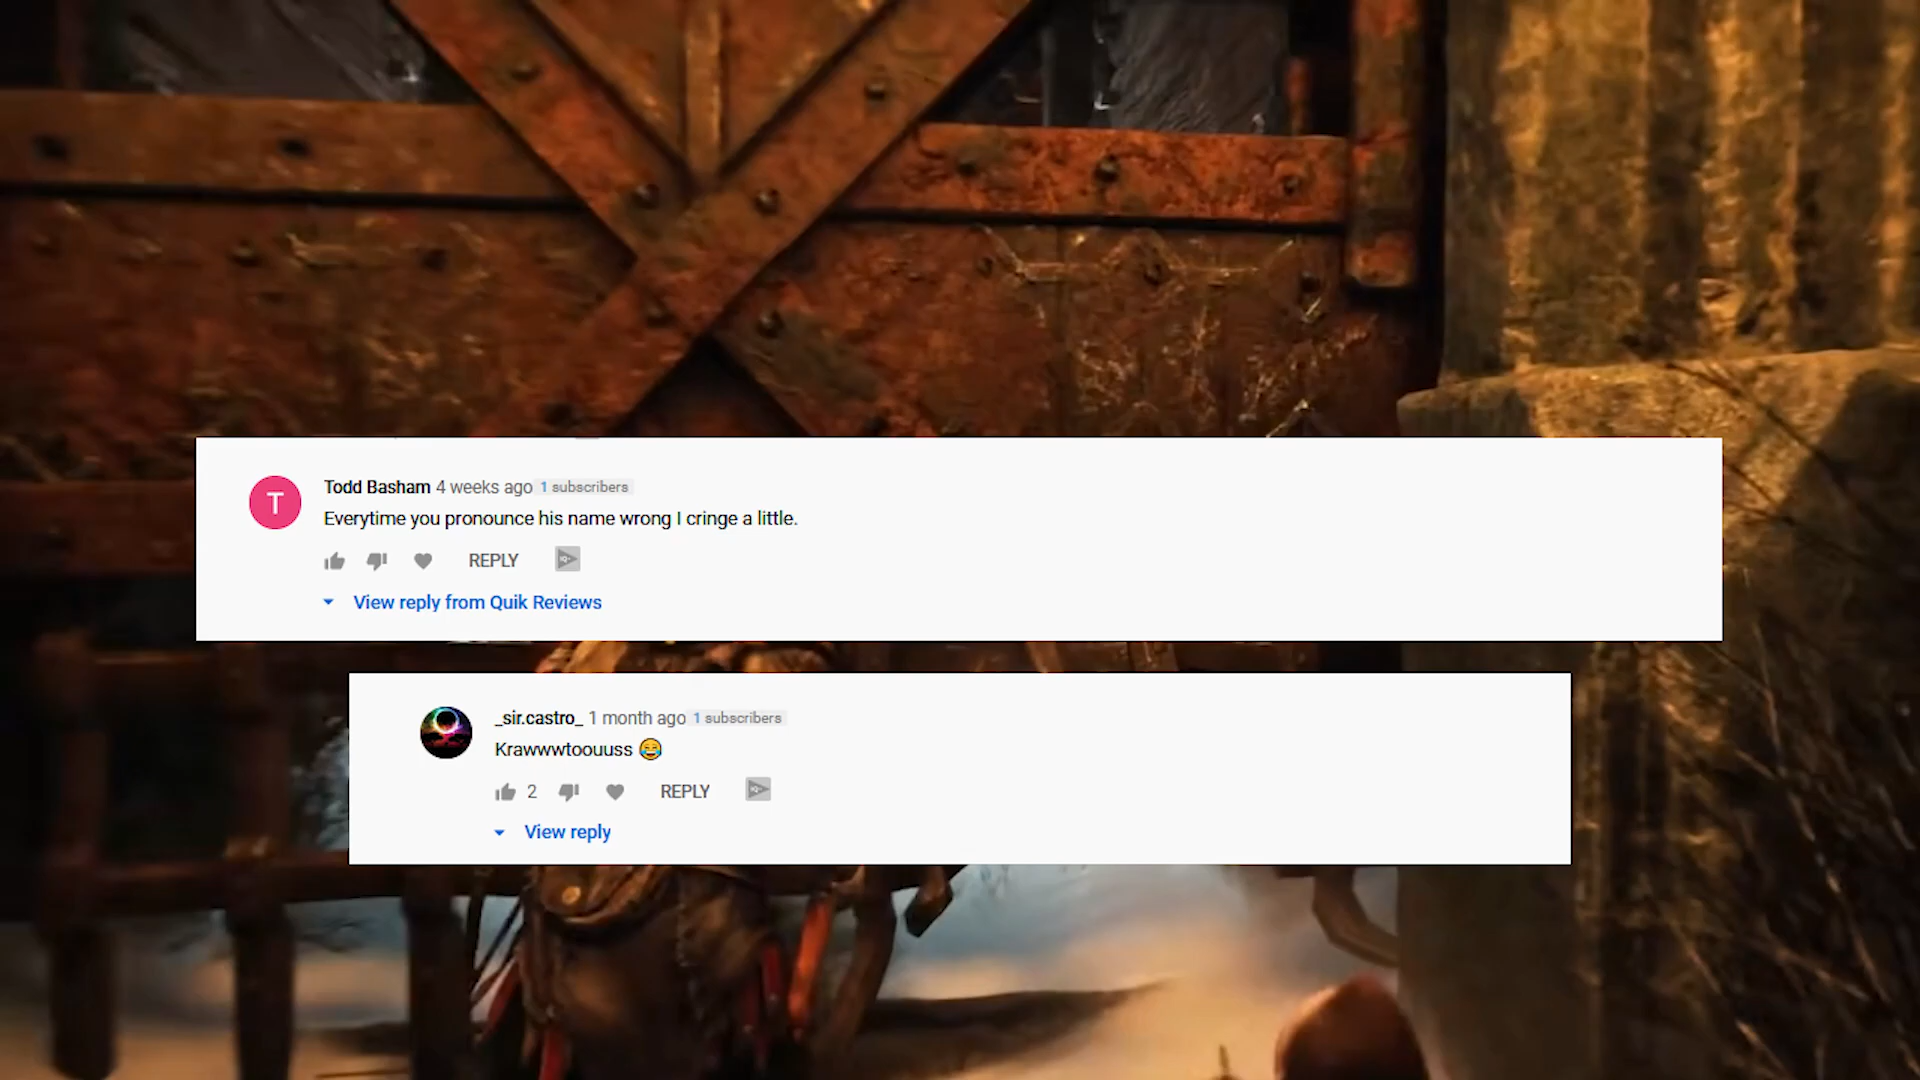 T
Todd Basham 4 weeks ago 1 subscribers
Everytime you pronounce his name wrong I cringe a little.
REPLY
View reply from Quik Reviews
_sir.castro_ 1 month ago 1 subscribers
Krawwwtoouuss 😂
2 REPLY
View reply